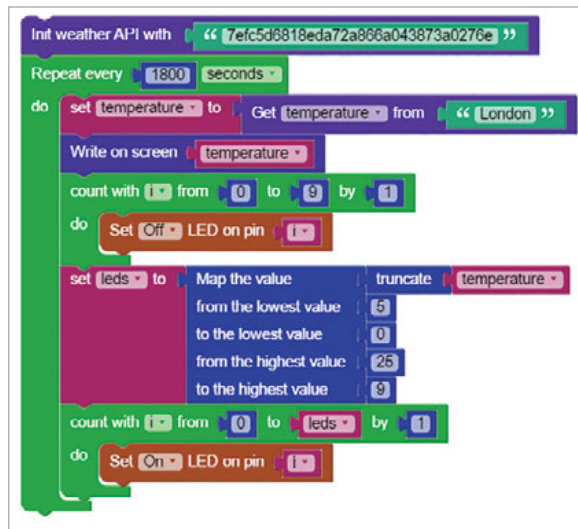 Init weather API with “ 7efc5d6818eda72a866a043873a0276e ”
Repeat every 1800 seconds
do set temperature to Get temperature from “ London ”
Write on screen temperature
count with i from 0 to 9 by 1
do Set Off LED on pin i
set leds to Map the value truncate temperature
from the lowest value 5
to the lowest value 0
from the highest value 25
to the highest value 9
count with i from 0 to leds by 1
do Set On LED on pin i